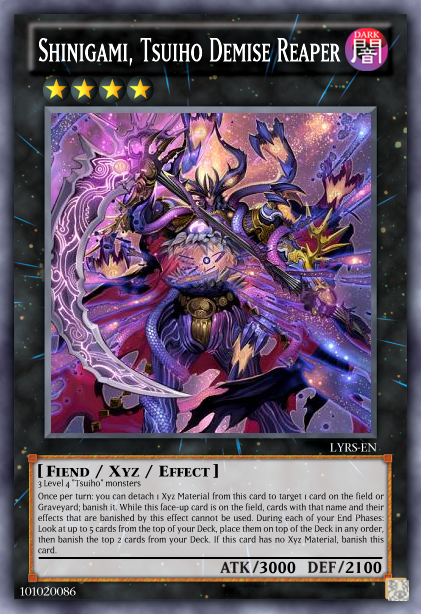 Shinigami, Tsuiho Demise Reaper
DARK
闇
LYRS-EN
[ Fiend / Xyz / Effect ]
3 Level 4 "Tsuiho" monsters
Once per turn: you can detach 1 Xyz Material from this card to target 1 card on the field or
Graveyard; banish it. While this face-up card is on the field, cards with that name and their
effects that are banished by this effect cannot be used. During each of your End Phases:
Look at up to 5 cards from the top of your Deck, place them on top of the Deck in any order,
then banish the top 2 cards from your Deck. If this card has no Xyz Material, banish this
card.
ATK/3000 DEF/2100
101020086